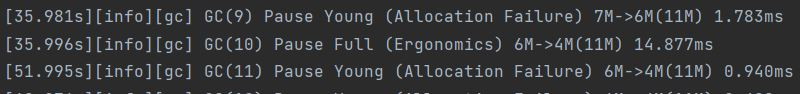 [35.981s][info][gc] GC(9) Pause Young (Allocation Failure) 7M->6M(11M) 1.783ms
[35.996s][info][gc] GC(10) Pause Full (Ergonomics) 6M->4M(11M) 14.877ms
[51.995s][info][gc] GC(11) Pause Young (Allocation Failure) 6M->4M(11M) 0.940ms